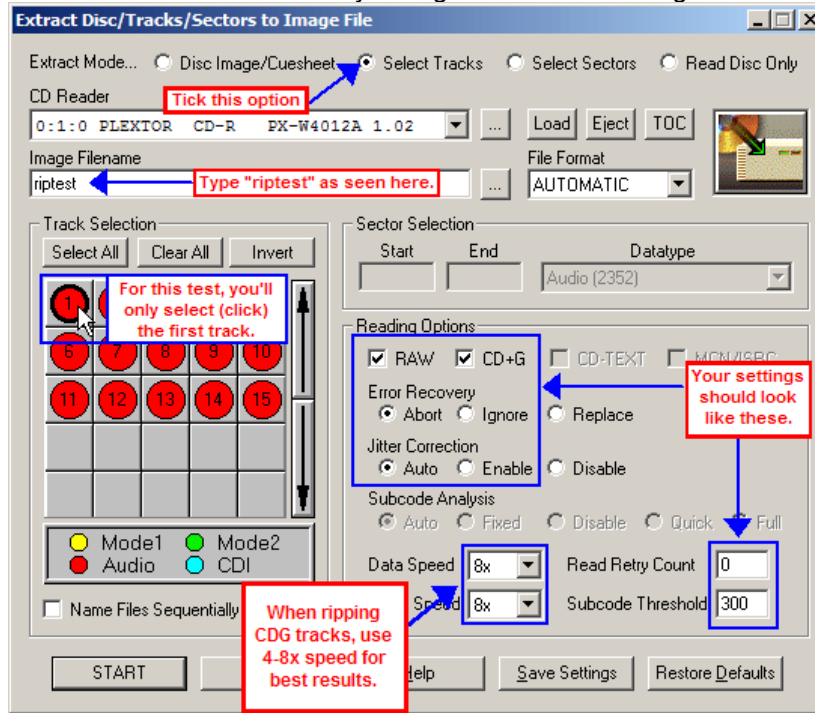 Extract Disc/Tracks/Sectors to Image File
Extract Mode... Disc Image/Cuesheet Select Tracks Select Sectors Read Disc Only
CD Reader
Tick this option
0:1:0 PLEXTOR CD-R PX-W4012A 1.02 ... Load Eject TOC
Image Filename File Format
riptest Type "riptest" as seen here. ... AUTOMATIC
Track Selection Sector Selection
Select All Clear All Invert Start End Datatype
Audio (2352)
For this test, you'll
only select (click)
the first track.
1
Reading Options
6 7 8 9 10
RAW CD+G CD-TEXT
Your settings
should look
like these.
Error Recovery
11 12 13 14 15
Abort Ignore Replace
Jitter Correction
Auto Enable Disable
Subcode Analysis
Auto Fixed Disable Quick Full
Mode1 Mode2
Audio CDI
Data Speed 8x Read Retry Count 0
Name Files Sequentially Speed 8x Subcode Threshold 300
When ripping
CDG tracks, use
4-8x speed for
best results.
START Save Settings Restore Defaults